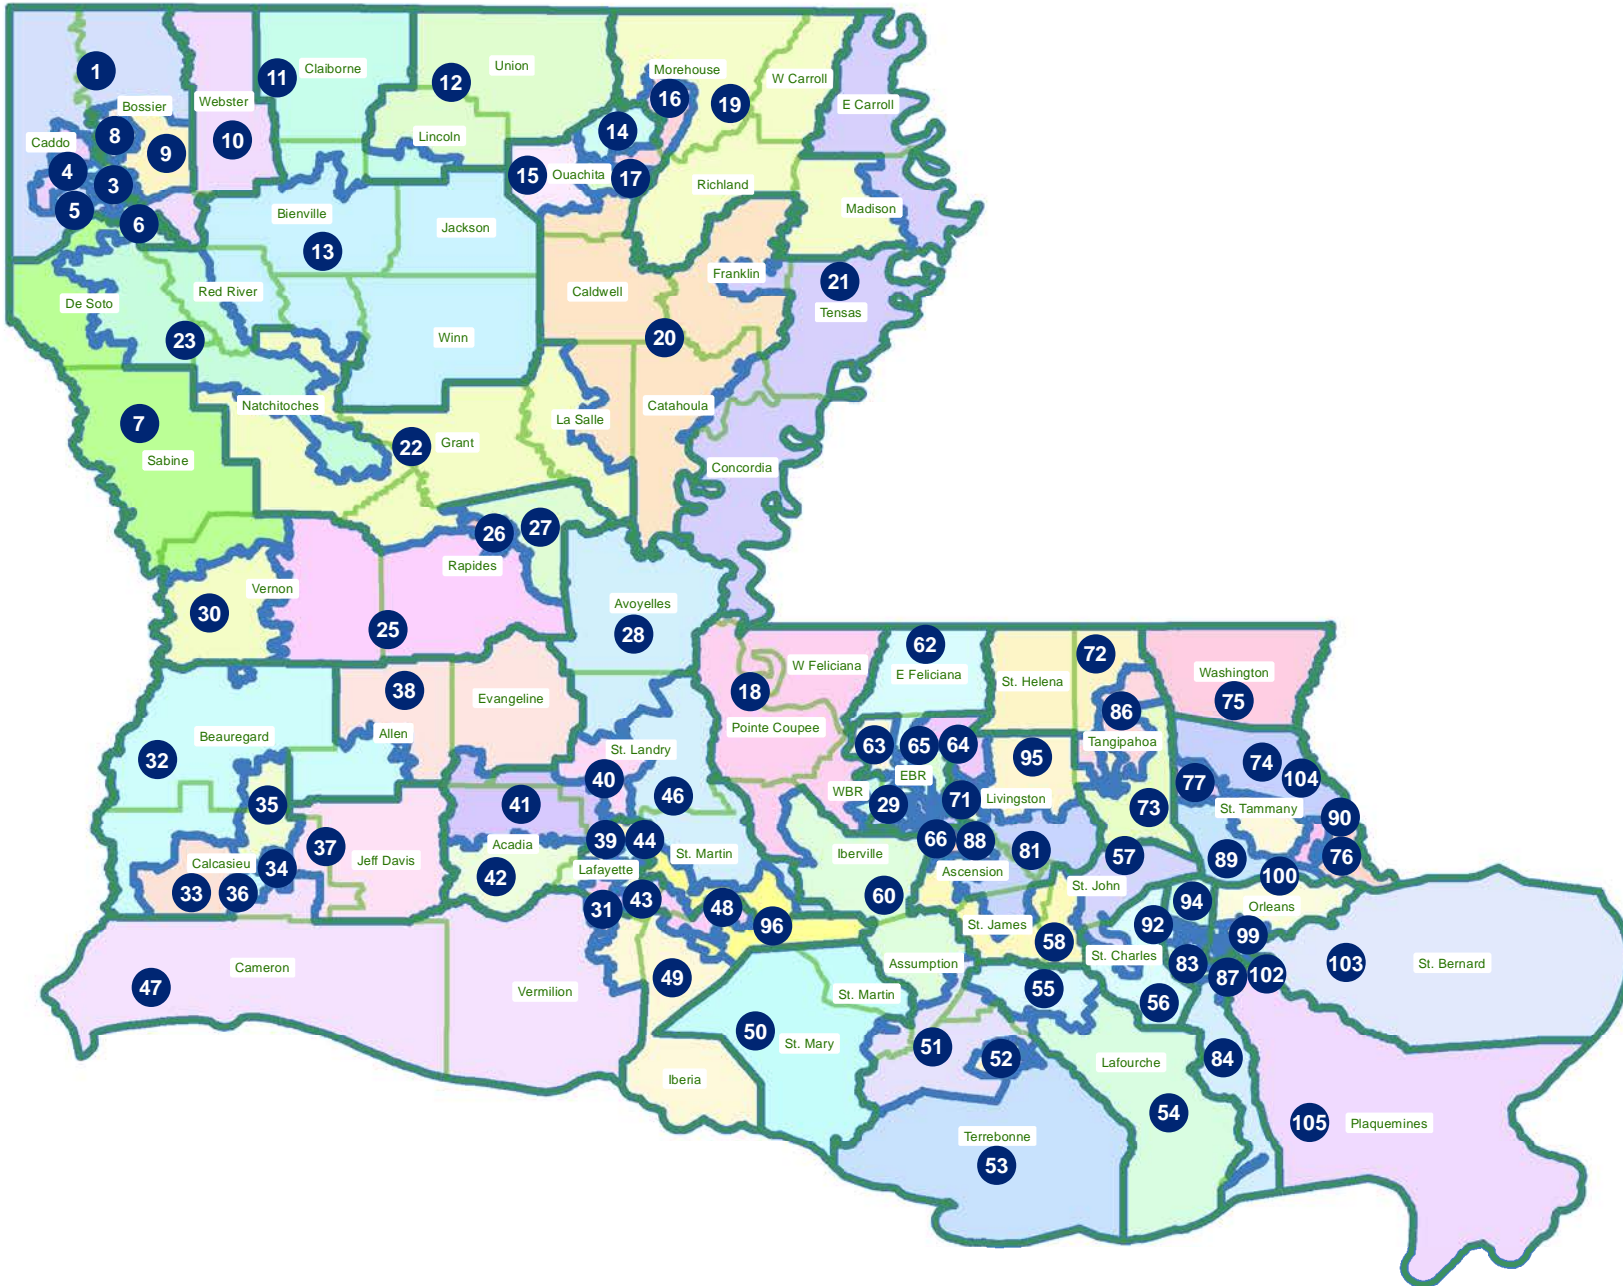 1
Claiborne
11
Union
12
Morehouse
W Carroll
16
19
E Carroll
Bossier
Webster
8
10
14
Lincoln
Caddo
9
4
3
15
Ouachita
17
Richland
5
6
Bienville
Madison
13
Jackson
De Soto
Red River
Caldwell
Franklin
21
Tensas
23
Winn
20
7
Natchitoches
La Salle
Catahoula
22
Grant
Sabine
Concordia
26
27
Rapides
Vernon
30
25
Avoyelles
28
62
72
W Feliciana
E Feliciana
St. Helena
Washington
38
Evangeline
18
75
86
Beauregard
Allen
Pointe Coupee
Tangipahoa
32
St. Landry
63
65
64
95
74
40
EBR
104
77
35
41
46
WBR
29
71
Livingston
73
St. Tammany
90
37
Acadia
39
44
St. Martin
66
88
81
57
76
Calcasieu
34
Jeff Davis
42
Lafayette
Iberville
Ascension
89
100
33
36
31
43
48
60
St. John
94
Orleans
96
St. James
58
92
99
Cameron
Assumption
St. Charles
83
87
102
103
St. Bernard
47
Vermilion
49
St. Martin
55
56
50
St. Mary
51
52
Lafourche
84
Iberia
54
105
Plaquemines
Terrebonne
53